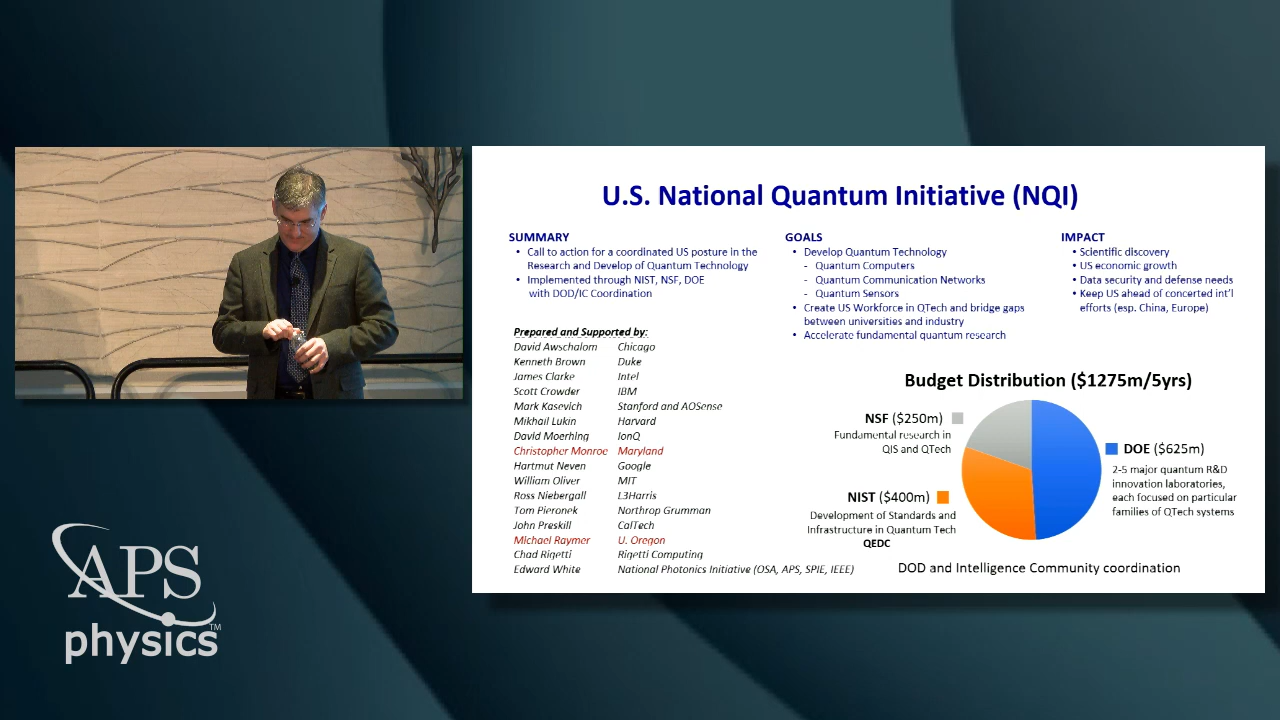 U.S. National Quantum Initiative (NQI)
SUMMARY
• Call to action for a coordinated US posture in the
Research and Develop of Quantum Technology
• Implemented through NIST, NSF, DOE
with DOD/IC Coordination
GOALS
• Develop Quantum Technology
- Quantum Computers
- Quantum Communication Networks
- Quantum Sensors
• Create US Workforce in QTech and bridge gaps
between universities and industry
• Accelerate fundamental quantum research
IMPACT
• Scientific discovery
• US economic growth
• Data security and defense needs
• Keep US ahead of concerted int'l
efforts (esp. China, Europe)
Prepared and Supported by:
David Awschalom Chicago
Kenneth Brown Duke
James Clarke Intel
Scott Crowder IBM
Mark Kasevich Stanford and AOSense
Mikhail Lukin Harvard
David Moerhing IonQ
Christopher Monroe Maryland
Hartmut Neven Google
William Oliver MIT
Ross Niebergall L3Harris
Tom Pieronek Northrup Grumman
John Preskill CalTech
Michael Raymer U. Oregon
Chad Rigetti Rigetti Computing
Edward White National Photonics Initiative (OSA, APS, SPIE, IEEE)
Budget Distribution ($1275m/5yrs)
NSF ($250m)
Fundamental research in
QIS and QTech
NIST ($400m)
Development of Standards and
Infrastructure in Quantum Tech
QEDC
DOE ($625m)
2-5 major quantum R&D
innovation laboratories,
each focused on particular
families of QTech systems
DOD and Intelligence Community coordination
APS
physics™